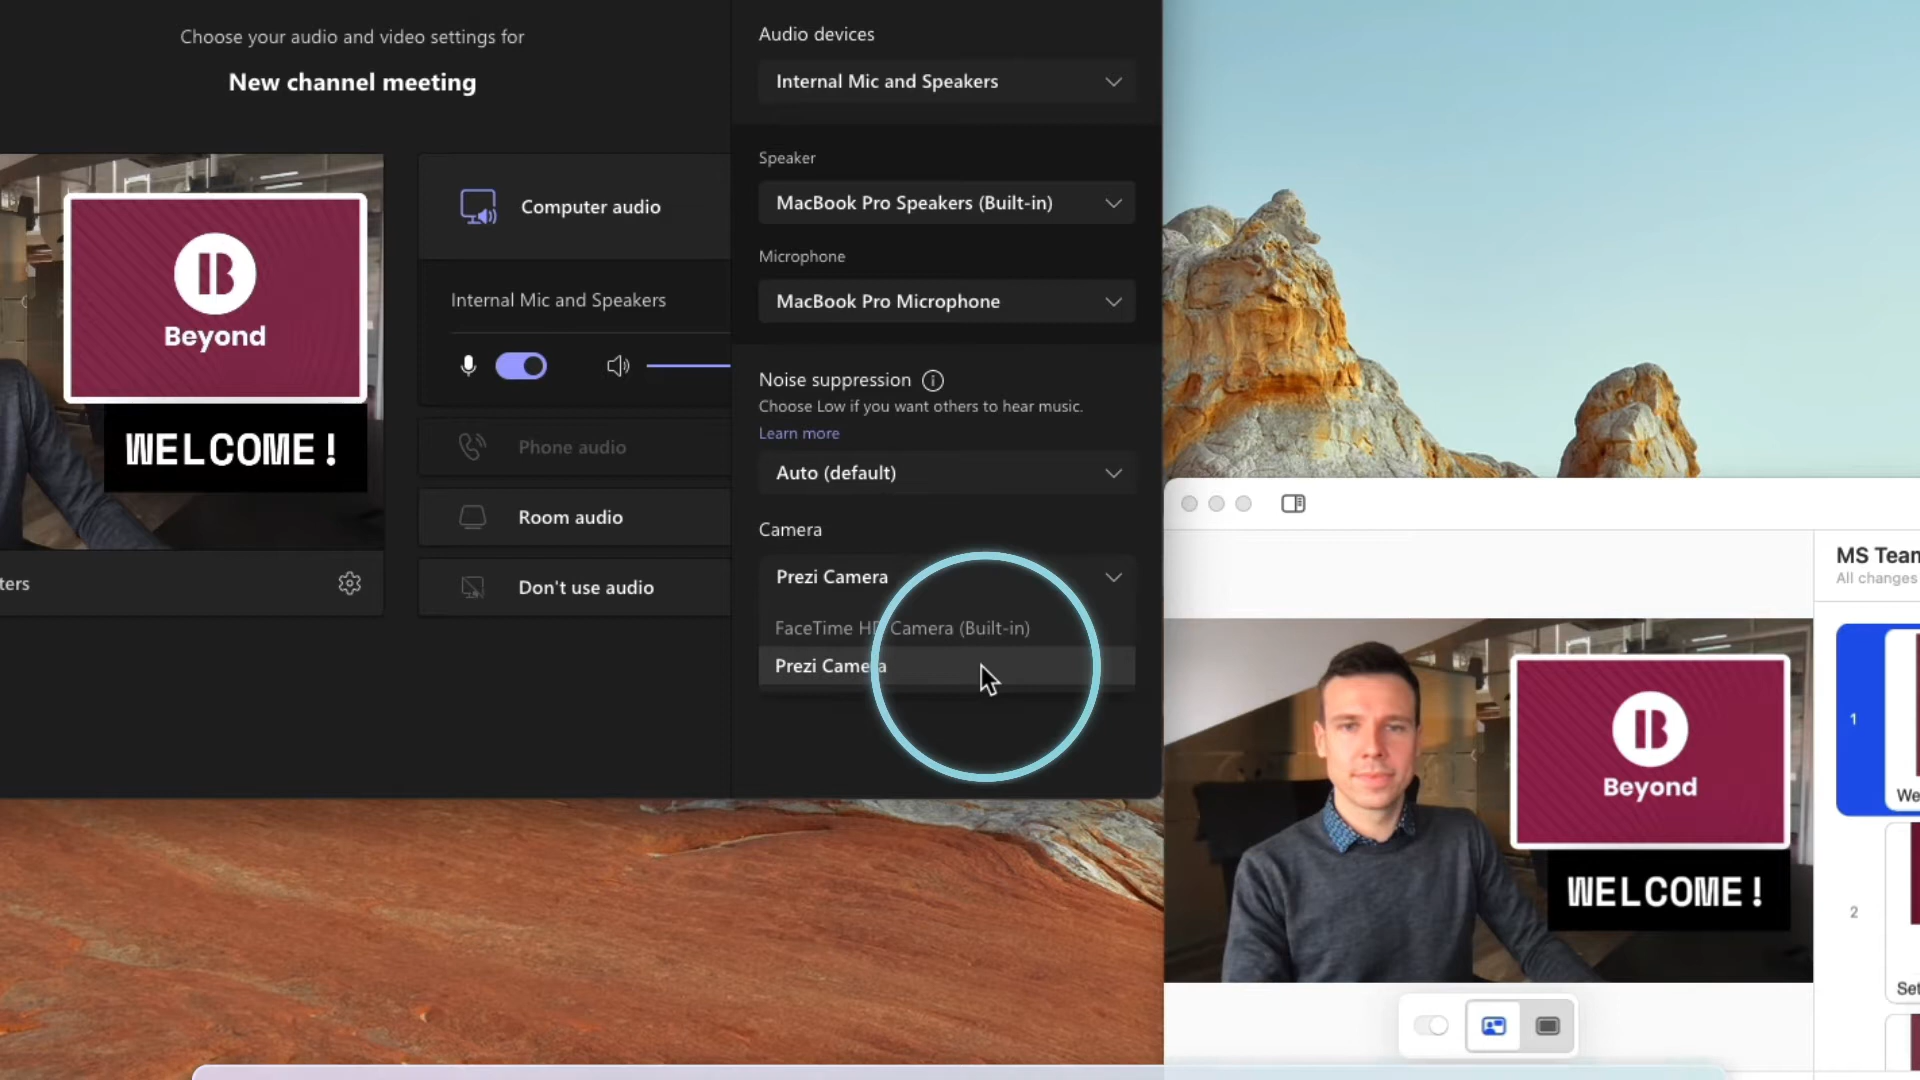 Choose your audio and video settings for
New channel meeting
Beyond
WELCOME!
ters
Computer audio
Internal Mic and Speakers
Phone audio
Room audio
Don't use audio
Audio devices
Internal Mic and Speakers
Speaker
MacBook Pro Speakers (Built-in)
Microphone
MacBook Pro Microphone
Noise suppression
Choose Low if you want others to hear music.
Learn more
Auto (default)
Camera
Prezi Camera
FaceTime HD Camera (Built-in)
Prezi Camera
Beyond
WELCOME!
MS Team
All changes
1
We
2
Set